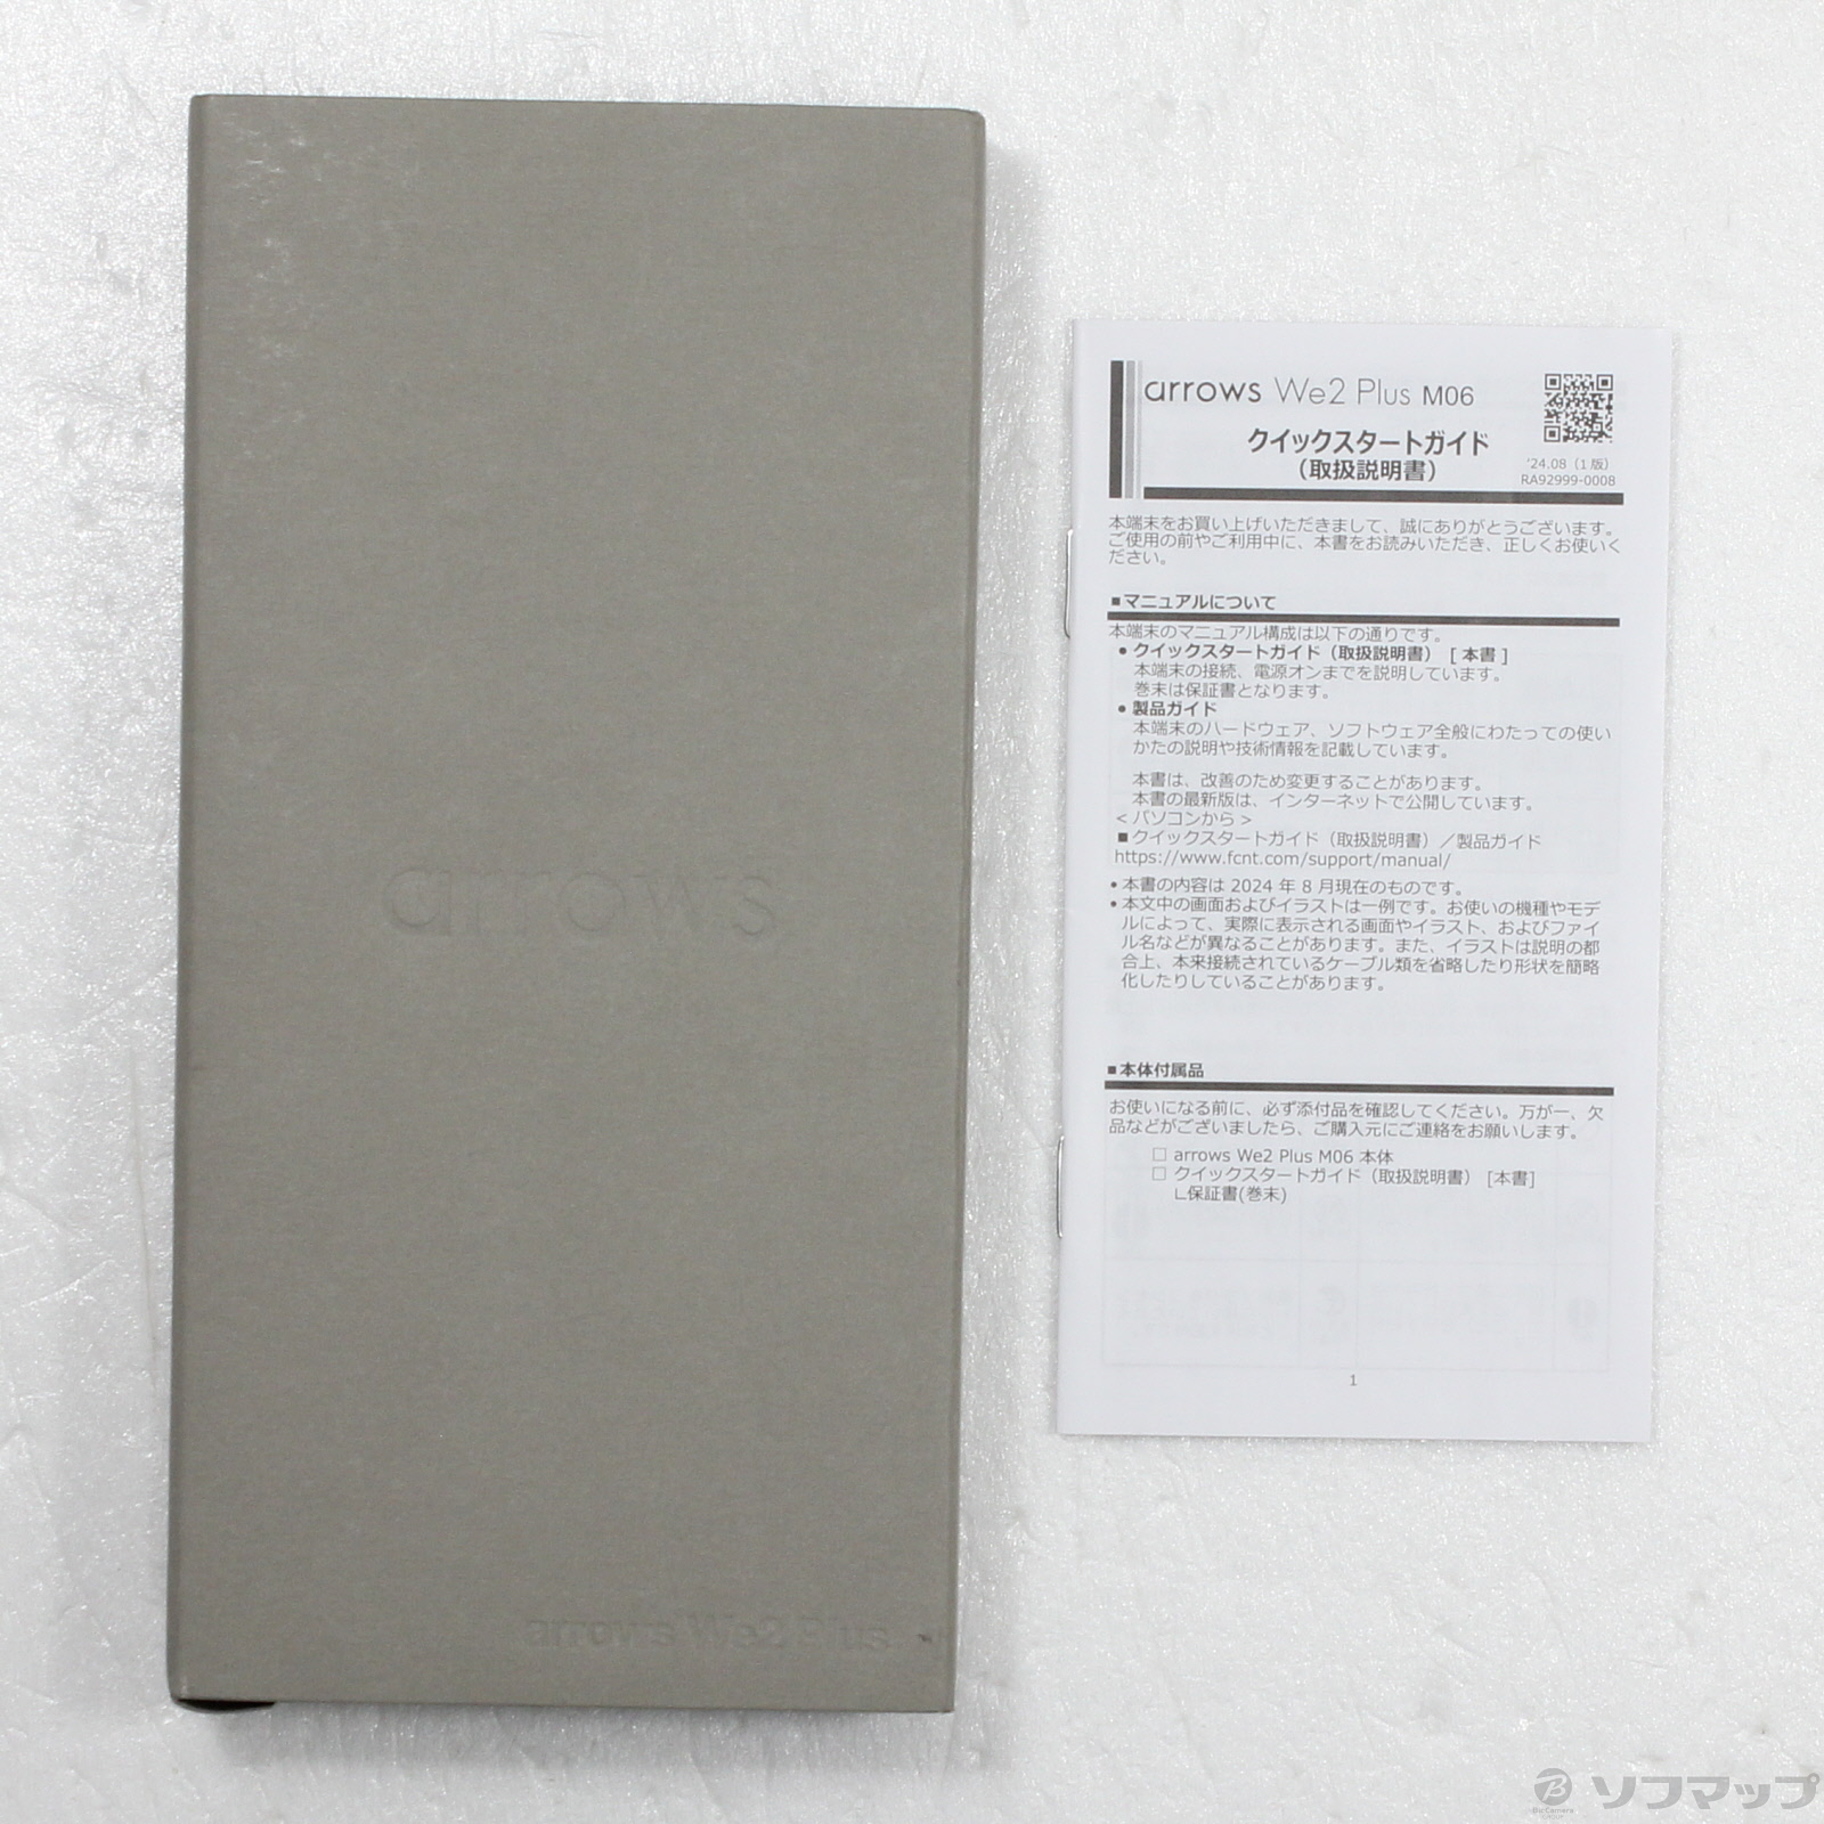 arrows
arrows We2 Plus
arrows We2 Plus M06
クイックスタートガイド
（取扱説明書）
'24.08（1版）
RA92999-0008
本端末をお買い上げいただきまして、誠にありがとうございます。
ご使用の前やご利用中に、本書をお読みいただき、正しくお使いく
ださい。
■マニュアルについて
本端末のマニュアル構成は以下の通りです。
● クイックスタートガイド（取扱説明書） [ 本書 ]
本端末の接続、電源オンまでを説明しています。
巻末は保証書となります。
● 製品ガイド
本端末のハードウェア、ソフトウェア全般にわたっての使い
かたの説明や技術情報を記載しています。
本書は、改善のため変更することがあります。
本書の最新版は、インターネットで公開しています。
< パソコンから >
■ クイックスタートガイド（取扱説明書）／製品ガイド
https://www.fcnt.com/support/manual/
• 本書の内容は 2024 年 8 月現在のものです。
• 本文中の画面およびイラストは一例です。お使いの機種やモデ
ルによって、実際に表示される画面やイラスト、およびファイ
ル名などが異なることがあります。また、イラストは説明の都
合上、本来接続されているケーブル類を省略したり形状を簡略
化したりしていることがあります。
■本体付属品
お使いになる前に、必ず添付品を確認してください。万が一、欠
品などがございましたら、ご購入元にご連絡をお願いします。
□ arrows We2 Plus M06 本体
□ クイックスタートガイド（取扱説明書） [本書]
∟保証書(巻末)
1
BicCamera
GROUP
ソフマップ